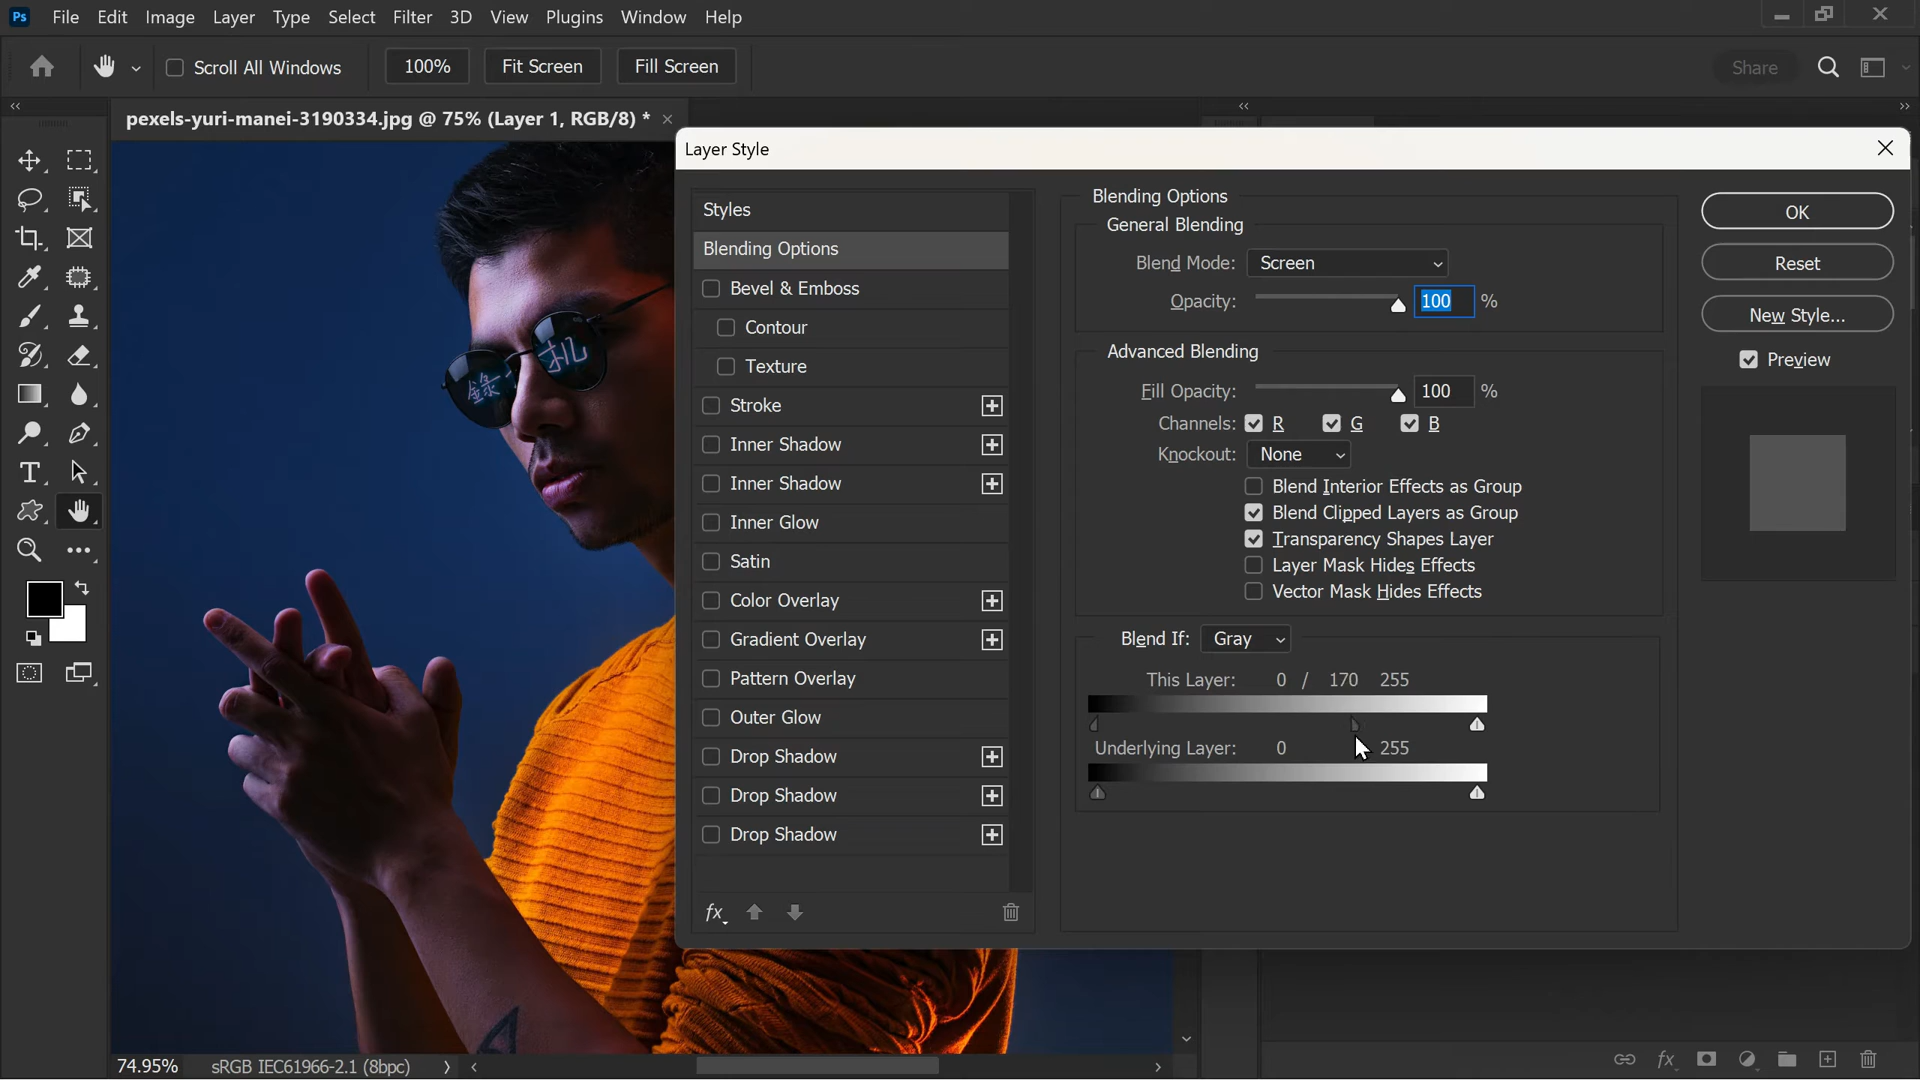 Ps File Edit Image Layer Type Select Filter 3D View Plugins Window Help
Scroll All Windows 100% Fit Screen Fill Screen Share
pexels-yuri-manei-3190334.jpg @ 75% (Layer 1, RGB/8) *
Layer Style
Styles
Blending Options
Bevel & Emboss
Contour
Texture
Stroke
Inner Shadow
Inner Shadow
Inner Glow
Satin
Color Overlay
Gradient Overlay
Pattern Overlay
Outer Glow
Drop Shadow
Drop Shadow
Drop Shadow
fx
Blending Options
General Blending
Blend Mode: Screen
Opacity: 100 %
Advanced Blending
Fill Opacity: 100 %
Channels: R G B
Knockout: None
Blend Interior Effects as Group
Blend Clipped Layers as Group
Transparency Shapes Layer
Layer Mask Hides Effects
Vector Mask Hides Effects
Blend If: Gray
This Layer: 0 / 170 255
Underlying Layer: 0 255
OK
Reset
New Style...
Preview
錄
机
T
74.95% sRGB IEC61966-2.1 (8bpc)
fx